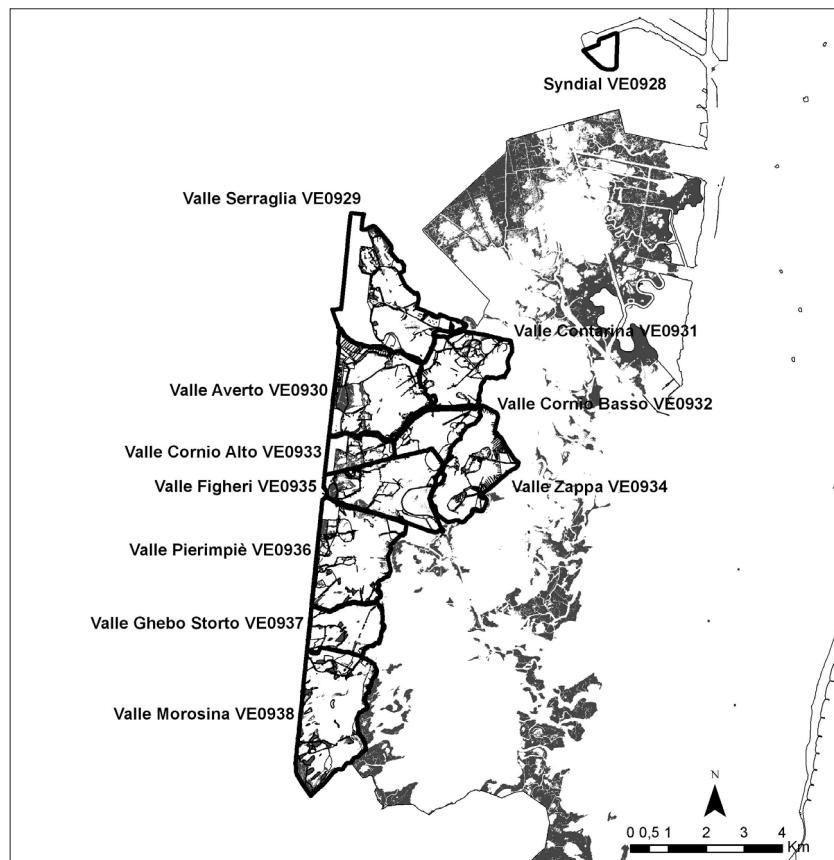 Syndial VE0928
Valle Serraglia VE0929
Valle Contarina VE0931
Valle Averto VE0930
Valle Cornio Basso VE0932
Valle Cornio Alto VE0933
Valle Figheri VE0935
Valle Zappa VE0934
Valle Pierimpiè VE0936
Valle Ghebo Storto VE0937
Valle Morosina VE0938
N
0 0,5 1 2 3 4
Km